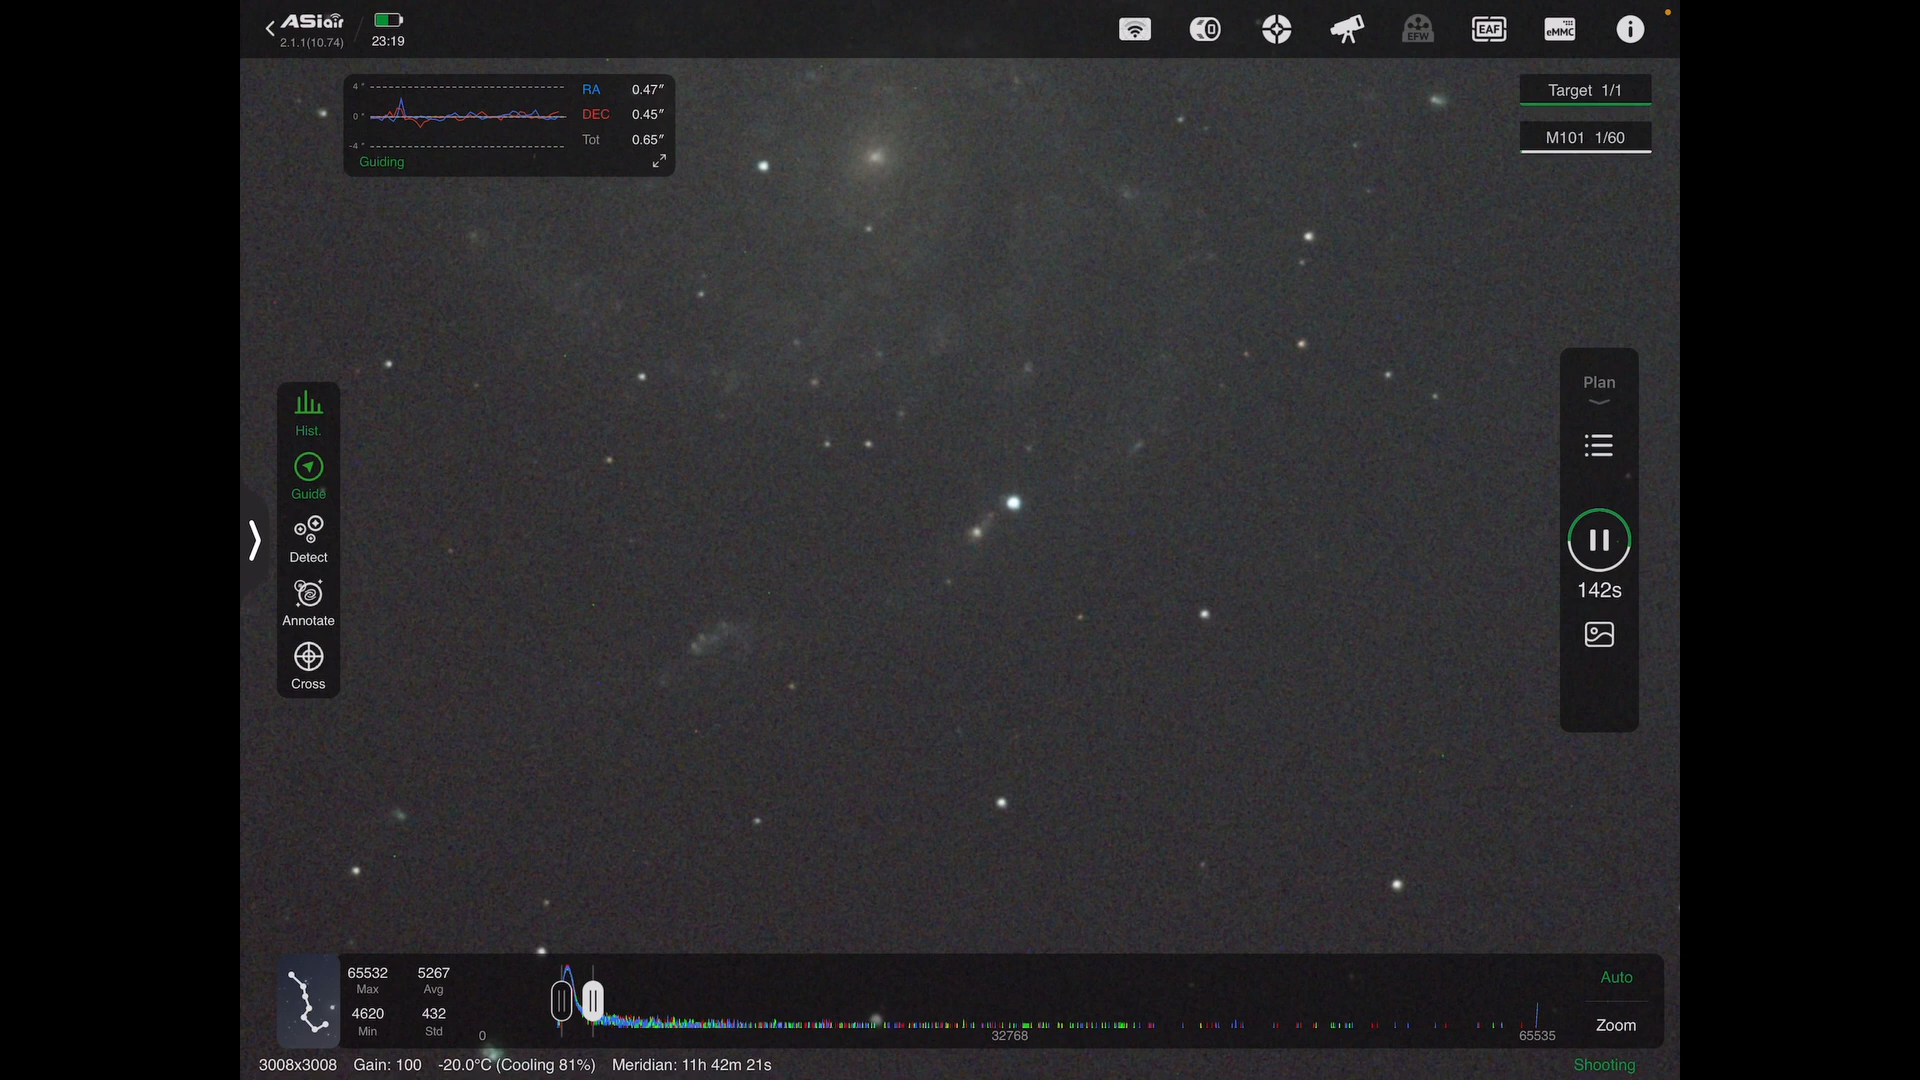 ASiair
2.1.1(10.74)
23:19
EFW
EAF
eMMC
4 "
0 "
-4 "
RA 0.47″
DEC 0.45″
Tot 0.65″
Guiding
Target 1/1
M101 1/60
Hist.
Guide
Detect
Annotate
Cross
Plan
142s
65532
Max
5267
Avg
4620
Min
432
Std
0
32768
65535
Auto
Zoom
3008x3008 Gain: 100 -20.0°C (Cooling 81%) Meridian: 11h 42m 21s
Shooting